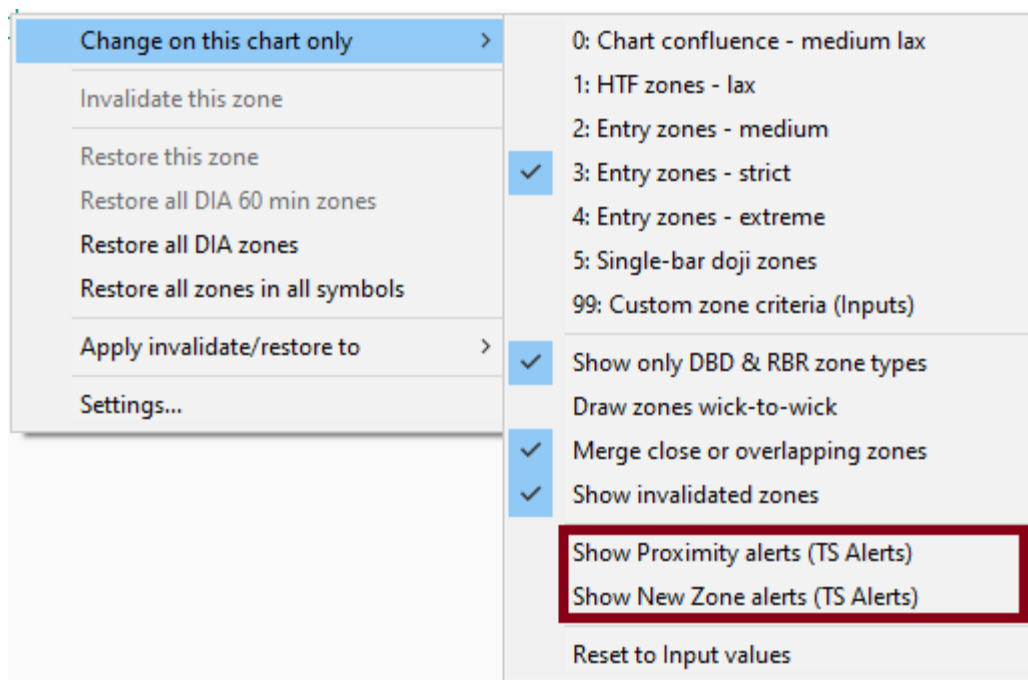 Change on this chart only
Invalidate this zone
Restore this zone
Restore all DIA 60 min zones
Restore all DIA zones
Restore all zones in all symbols
Apply invalidate/restore to
Settings...
0: Chart confluence - medium lax
1: HTF zones - lax
2: Entry zones - medium
3: Entry zones - strict
4: Entry zones - extreme
5: Single-bar doji zones
99: Custom zone criteria (Inputs)
Show only DBD & RBR zone types
Draw zones wick-to-wick
Merge close or overlapping zones
Show invalidated zones
Show Proximity alerts (TS Alerts)
Show New Zone alerts (TS Alerts)
Reset to Input values